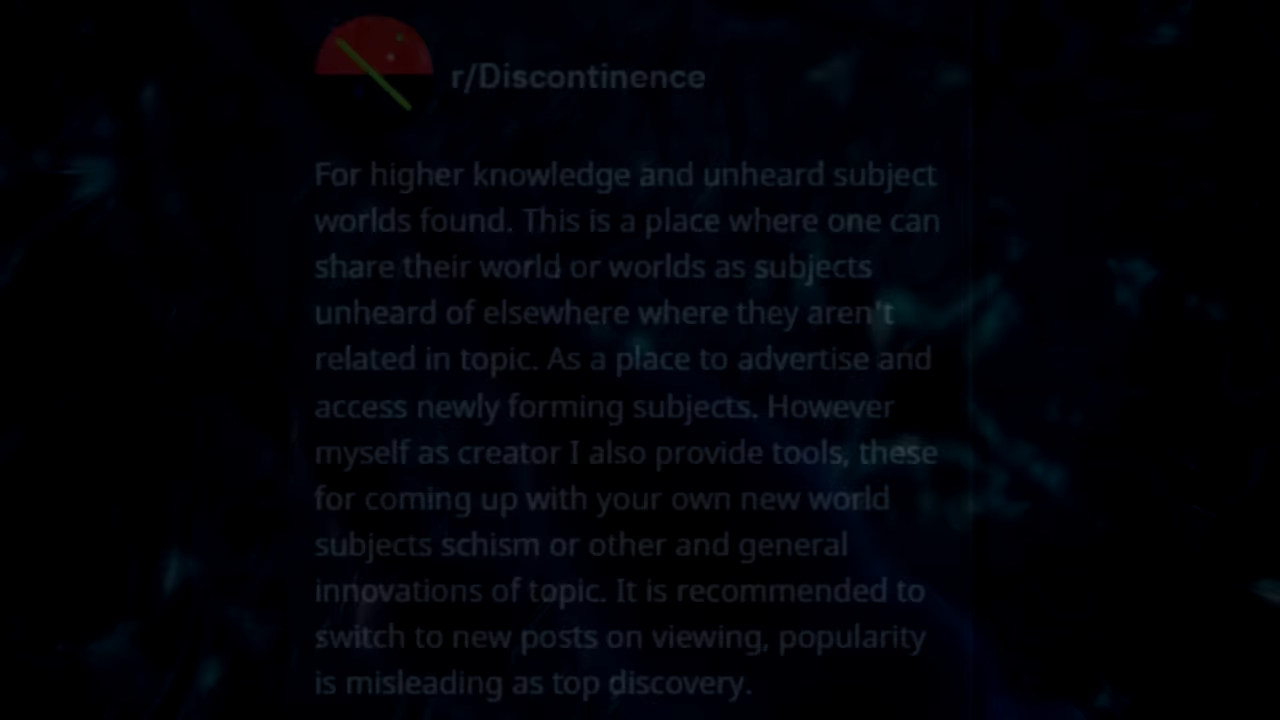 r/Discontinence
For higher knowledge and unheard subject
worlds found. This is a place where one can
share their world or worlds as subjects
unheard of elsewhere where they aren't
related in topic. As a place to advertise and
access newly forming subjects. However
myself as creator I also provide tools, these
for coming up with your own new world
subjects schism or other and general
innovations of topic. It is recommended to
switch to new posts on viewing, popularity
is misleading as top discovery.